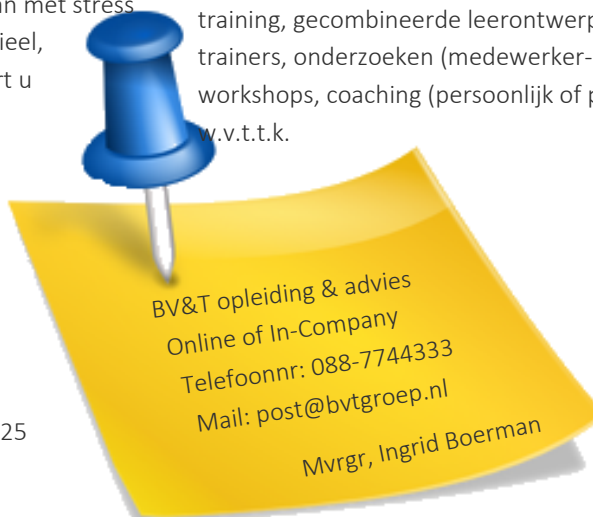 an met stress
ieel,
rt u
training, gecombineerde leerontwerp
trainers, onderzoeken (medewerker-
workshops, coaching (persoonlijk of p
w.v.t.t.k.
BV&T opleiding & advies
Online of In-Company
Telefoonnr: 088-7744333
Mail: post@bvtgroep.nl
Mvrgr, Ingrid Boerman
25